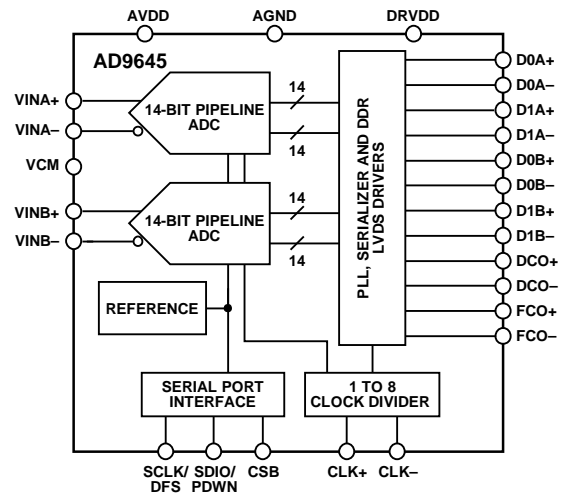 AVDD
AGND
DRVDD
AD9645
VINA+
VINA–
VCM
VINB+
VINB–
14-BIT PIPELINE
ADC
14
14
14-BIT PIPELINE
ADC
14
14
REFERENCE
PLL, SERIALIZER AND DDR
LVDS DRIVERS
SERIAL PORT
INTERFACE
1 TO 8
CLOCK DIVIDER
D0A+
D0A–
D1A+
D1A–
D0B+
D0B–
D1B+
D1B–
DCO+
DCO–
FCO+
FCO–
SCLK/
DFS
SDIO/
PDWN
CSB
CLK+
CLK–